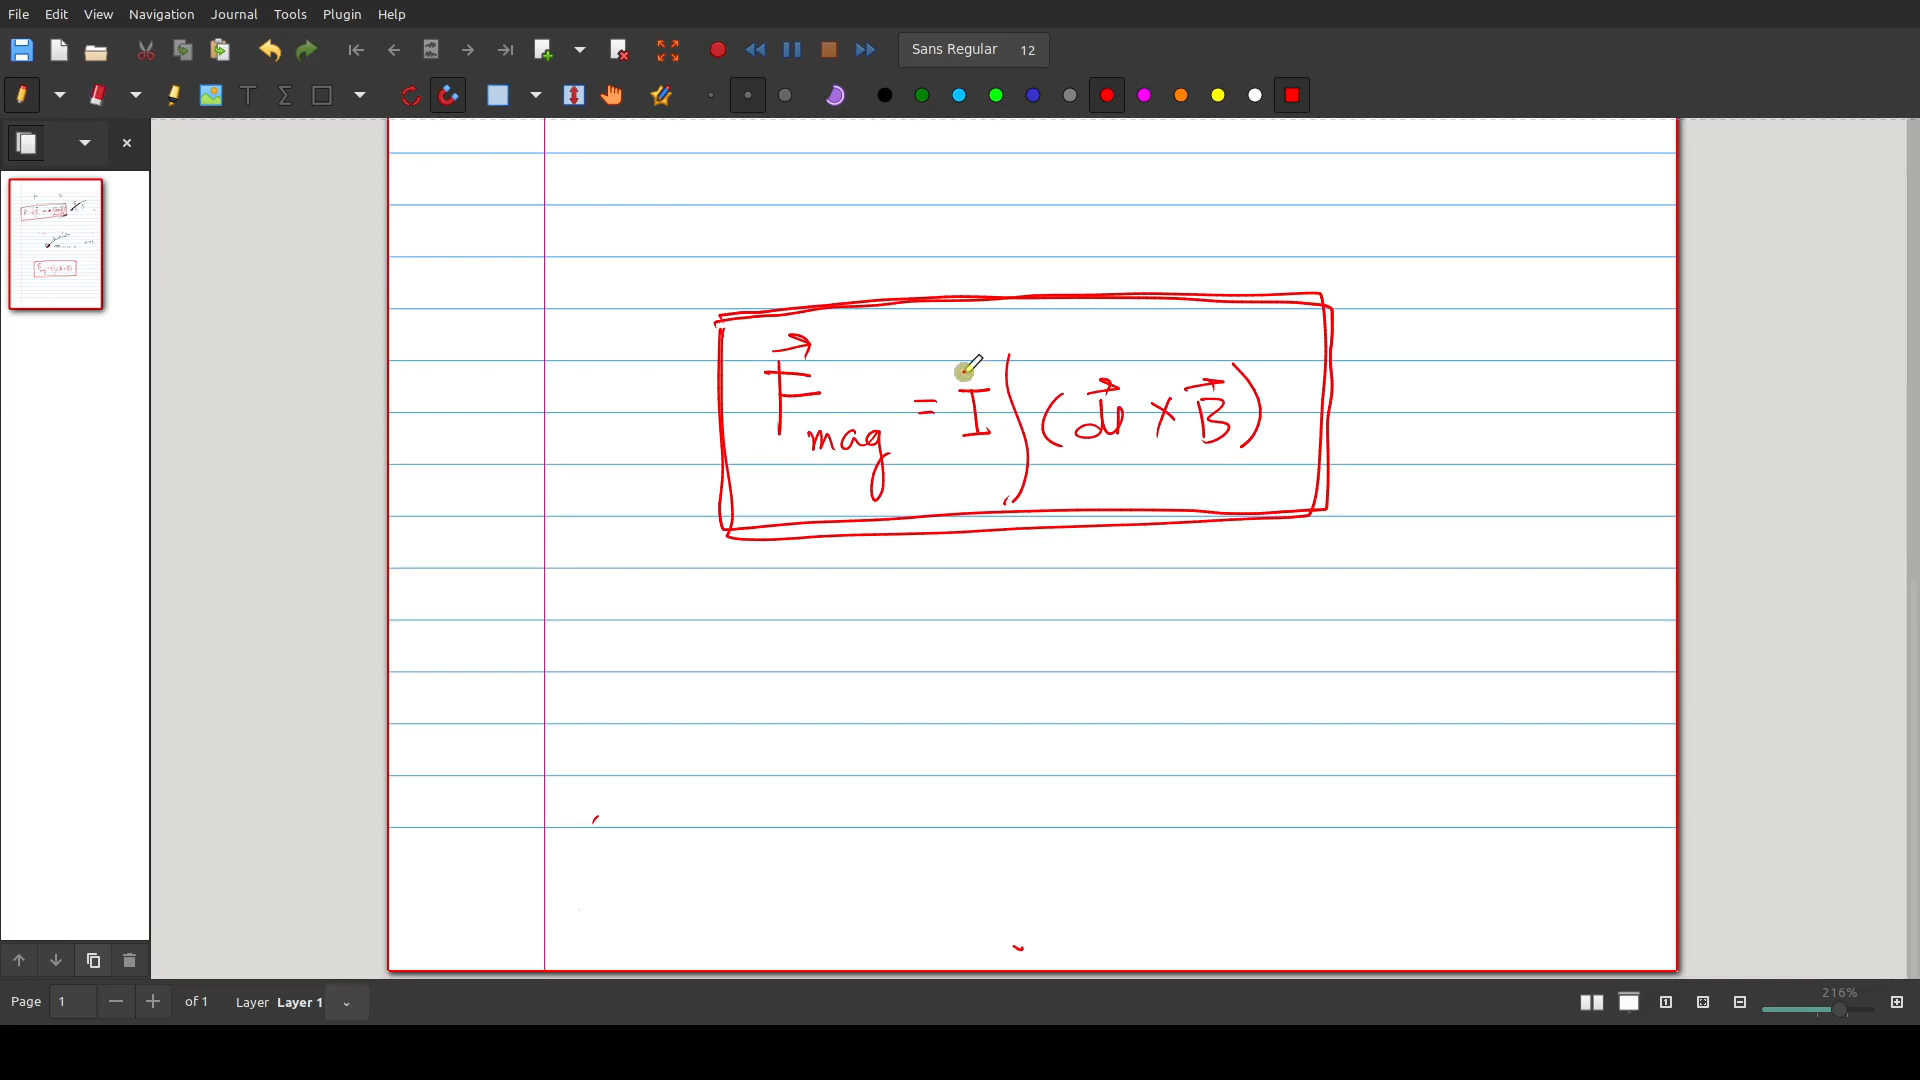 File Edit View Navigation Journal Tools Plugin Help
Sans Regular 12
F⃗mag = I ∫ (dl⃗ × B⃗)
Page 1 of 1 Layer Layer 1
216%